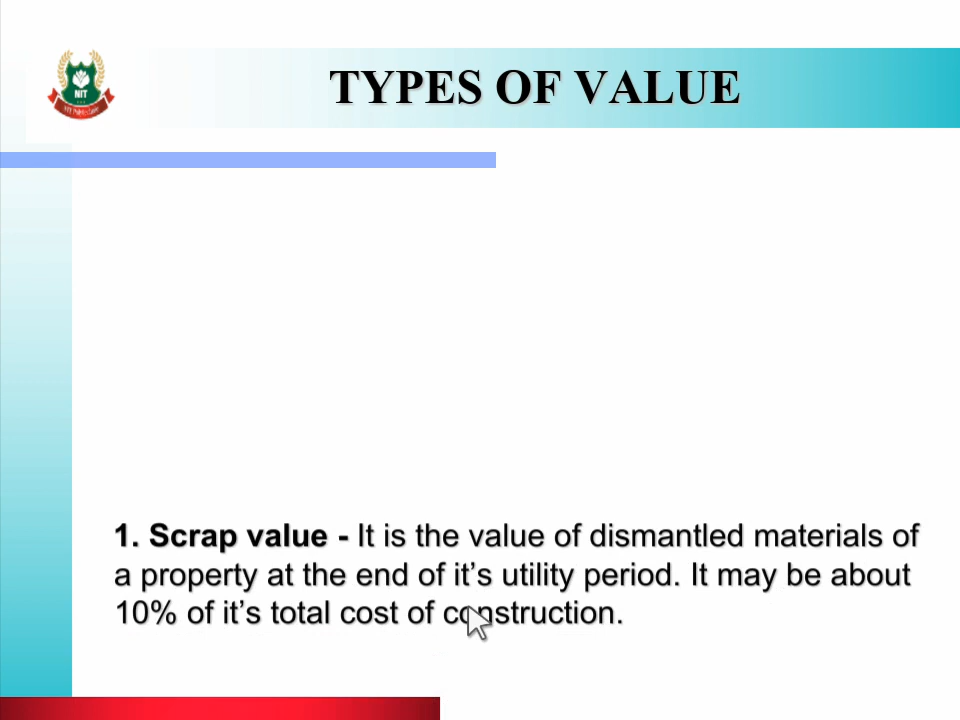 TYPES OF VALUE
NIT
1. Scrap value - It is the value of dismantled materials of
a property at the end of it’s utility period. It may be about
10% of it’s total cost of construction.